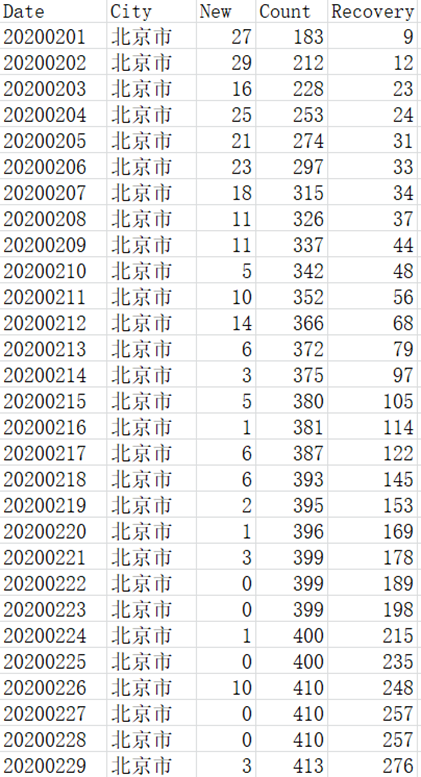 Date City New Count Recovery
20200201 北京市 27 183 9
20200202 北京市 29 212 12
20200203 北京市 16 228 23
20200204 北京市 25 253 24
20200205 北京市 21 274 31
20200206 北京市 23 297 33
20200207 北京市 18 315 34
20200208 北京市 11 326 37
20200209 北京市 11 337 44
20200210 北京市 5 342 48
20200211 北京市 10 352 56
20200212 北京市 14 366 68
20200213 北京市 6 372 79
20200214 北京市 3 375 97
20200215 北京市 5 380 105
20200216 北京市 1 381 114
20200217 北京市 6 387 122
20200218 北京市 6 393 145
20200219 北京市 2 395 153
20200220 北京市 1 396 169
20200221 北京市 3 399 178
20200222 北京市 0 399 189
20200223 北京市 0 399 198
20200224 北京市 1 400 215
20200225 北京市 0 400 235
20200226 北京市 10 410 248
20200227 北京市 0 410 257
20200228 北京市 0 410 257
20200229 北京市 3 413 276